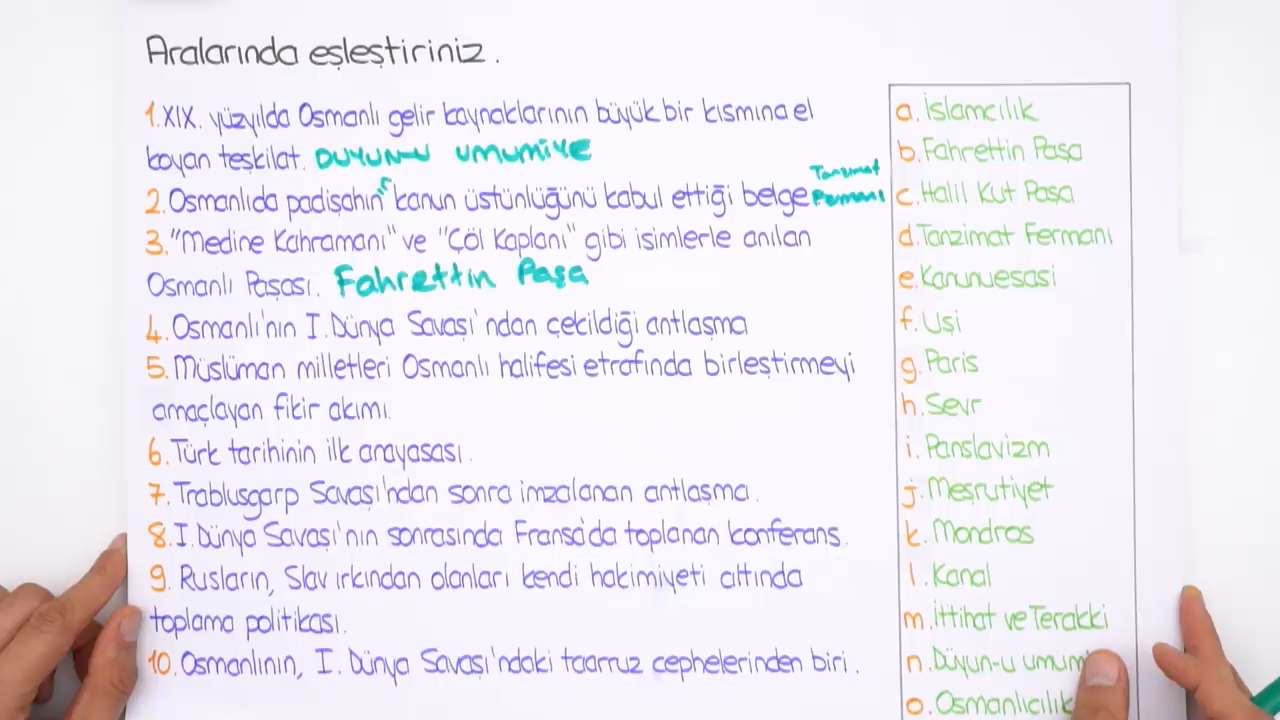 Aralarında eşleştiriniz.
1. XIX. yüzyılda Osmanlı gelir kaynaklarının büyük bir kısmına el
koyan teşkilat. DUYUN-U UMUMİYE
2. Osmanlıda padişahın kanun üstünlüğünü kabul ettiği belge Tanzimat Fermanı
3. "Medine Kahramanı" ve "Çöl Kaplanı" gibi isimlerle anılan
Osmanlı Paşası. Fahrettin Paşa
4. Osmanlı'nın I. Dünya Savaşı'ndan çekildiği antlaşma
5. Müslüman milletleri Osmanlı halifesi etrafında birleştirmeyi
amaçlayan fikir akımı.
6. Türk tarihinin ilk anayasası.
7. Trablusgarp Savaşı'ndan sonra imzalanan antlaşma.
8. I. Dünya Savaşı'nın sonrasında Fransa'da toplanan konferans.
9. Rusların, Slav ırkından olanları kendi hakimiyeti altında
toplama politikası.
10. Osmanlının, I. Dünya Savaşı'ndaki taarruz cephelerinden biri.
a. İslamcılık
b. Fahrettin Paşa
c. Halil Kut Paşa
d. Tanzimat Fermanı
e. Kanunuesasi
f. Uşi
g. Paris
h. Sevr
i. Panslavizm
j. Meşrutiyet
k. Mondros
l. Kanal
m. İttihat ve Terakki
n. Düyun-u umumi
o. Osmanlıcılık